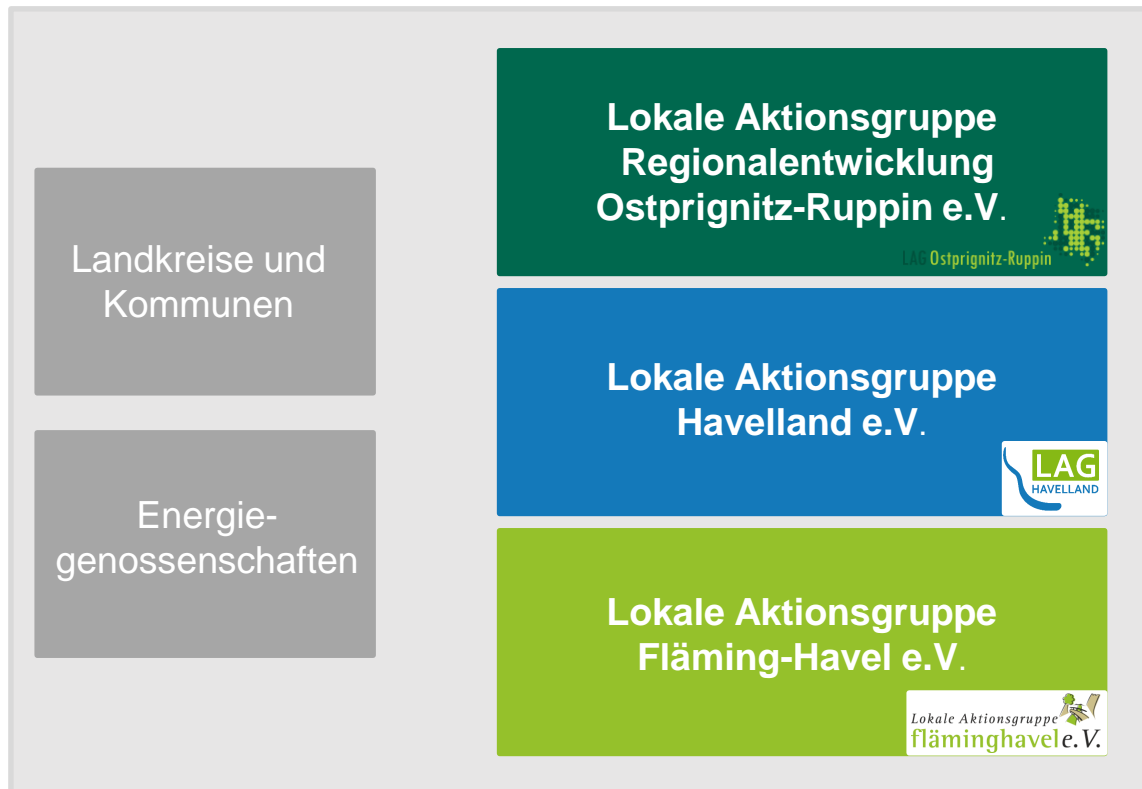 Landkreise und
Kommunen
Energie-
genossenschaften
Lokale Aktionsgruppe
Regionalentwicklung
Ostprignitz-Ruppin e.V.
LAG Ostprignitz-Ruppin
Lokale Aktionsgruppe
Havelland e.V.
LAG
HAVELLAND
Lokale Aktionsgruppe
Fläming-Havel e.V.
Lokale Aktionsgruppe
fläminghavel e.V.